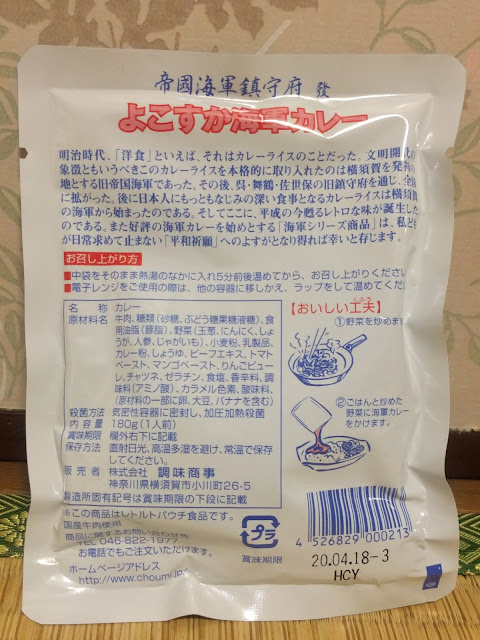 帝國海軍鎮守府 發
よこすか海軍カレー
明治時代、「洋食」といえば、それはカレーライスのことだった。文明開化の
象徴ともいうべきこのカレーライスを本格的に取り入れたのは横須賀を発祥の
地とする旧帝国海軍であった。その後、呉・舞鶴・佐世保の旧鎮守府を通じ、全
に拡がった。後に日本人にもっともなじみの深い食事となるカレーライスは横須賀
の海軍から始まったのである。そしてここに、平成の今甦るレトロな味が誕生した
のである。また好評の海軍カレーを始めとする「海軍シリーズ商品」は、私ど
が日常求めて止まない「平和祈願」へのよすがとなり得れば幸いと存じます。
お召し上がり方
■中袋をそのまま熱湯のなかに入れ5分前後温めてから、お召し上がりください
■電子レンジをご使用の際は、他の容器に移しかえ、ラップをして温めてくだ
名称 カレー
原材料名 牛肉、糖類(砂糖、ぶどう糖果糖液糖)、食
用油脂(豚脂)、野菜(玉葱、にんにく、しょ
うが、人参、じゃがいも)、小麦粉、乳製品、
カレー粉、しょうゆ、ビーフエキス、トマト
ペースト、マンゴペースト、りんごピュー
レ、チャツネ、ゼラチン、食塩、香辛料、調
味料(アミノ酸)、カラメル色素、酸味料、
(原材料の一部に卵、大豆、バナナを含む)
殺菌方法 気密性容器に密封し、加圧加熱殺菌
内容量 180g(1人前)
賞味期限 欄外右下に記載
保存方法 直射日光、高温多湿を避け、常温で保存
してください。
販売者 株式会社 調味商事
神奈川県横須賀市小川町26-5
製造所固有記号は賞味期限の下段に記載
【おいしい工夫】
①野菜を炒めます
②ごはんと炒めた
野菜に海軍カレー
をかけます。
※この商品はレトルトパウチ食品です。
国産牛肉使用
商品に関するお問い合わせ
TEL 046-822-1977
お電話でもご注文いただけます。
ホームページアドレス
http://www.choumi.jp
プラ
賞味期限
4 526829 000213
20.04.18-3
HCY